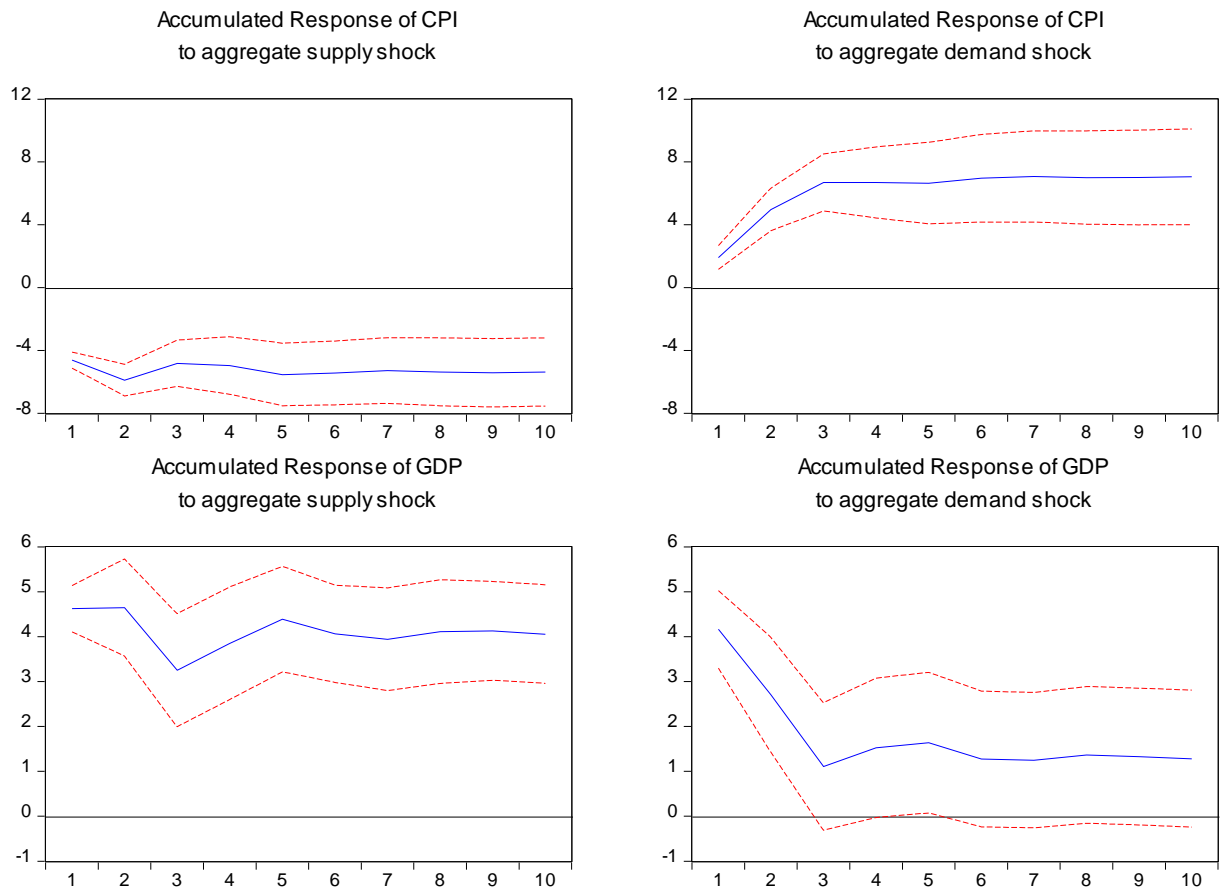 Accumulated Response of CPI
to aggregate supply shock
12
8
4
0
-4
-8
1 2 3 4 5 6 7 8 9 10
Accumulated Response of CPI
to aggregate demand shock
12
8
4
0
-4
-8
1 2 3 4 5 6 7 8 9 10
Accumulated Response of GDP
to aggregate supply shock
6
5
4
3
2
1
0
-1
1 2 3 4 5 6 7 8 9 10
Accumulated Response of GDP
to aggregate demand shock
6
5
4
3
2
1
0
-1
1 2 3 4 5 6 7 8 9 10